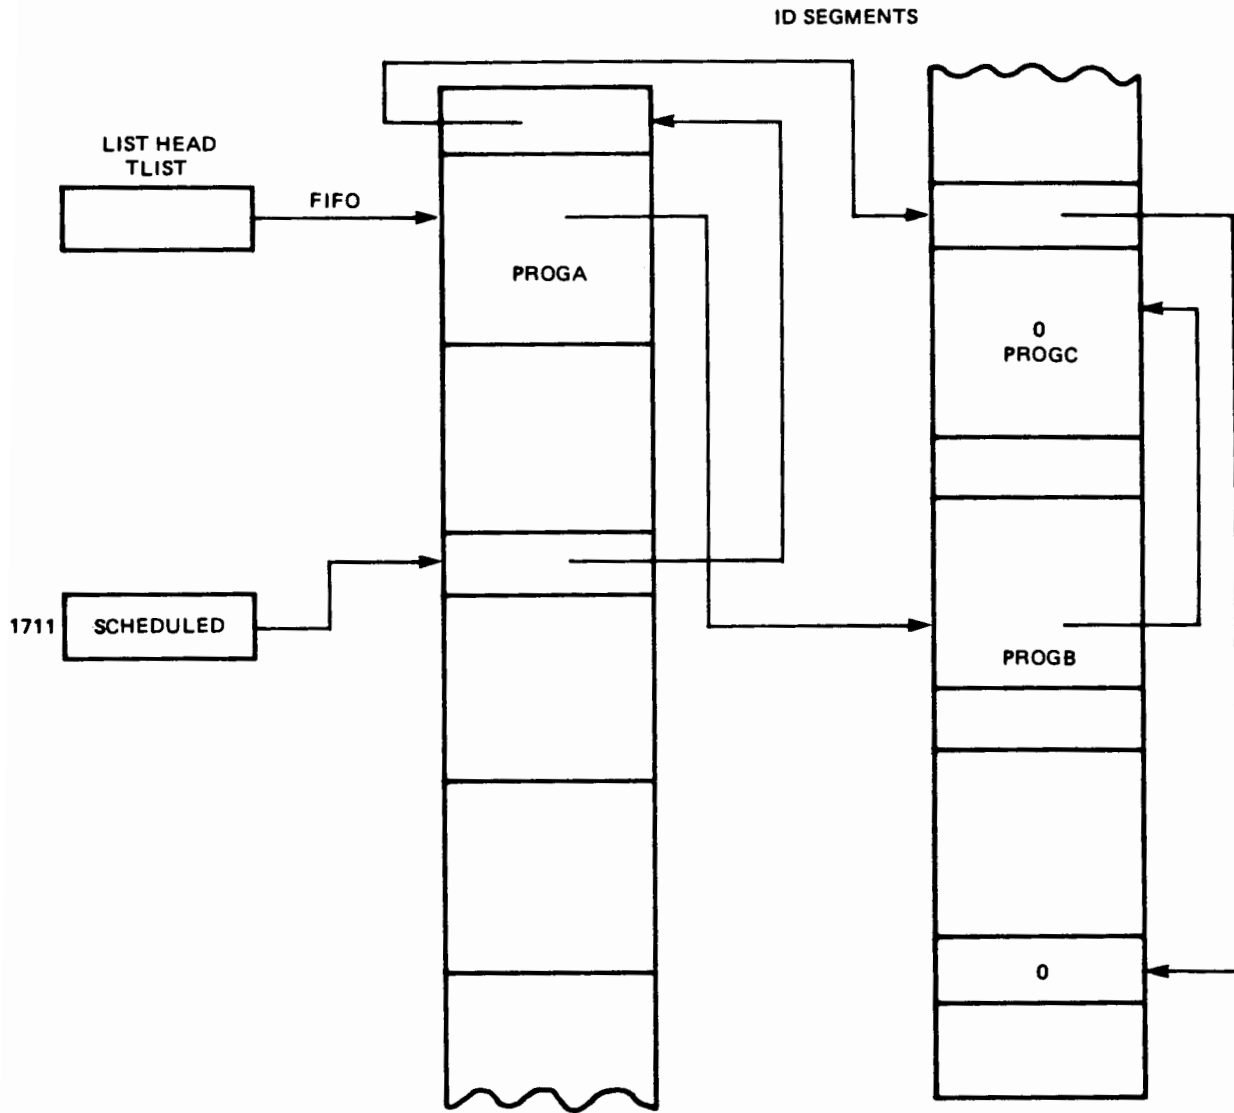 ID SEGMENTS
LIST HEAD
TLIST
FIFO
PROGA
0
PROGC
1711
SCHEDULED
PROGB
0